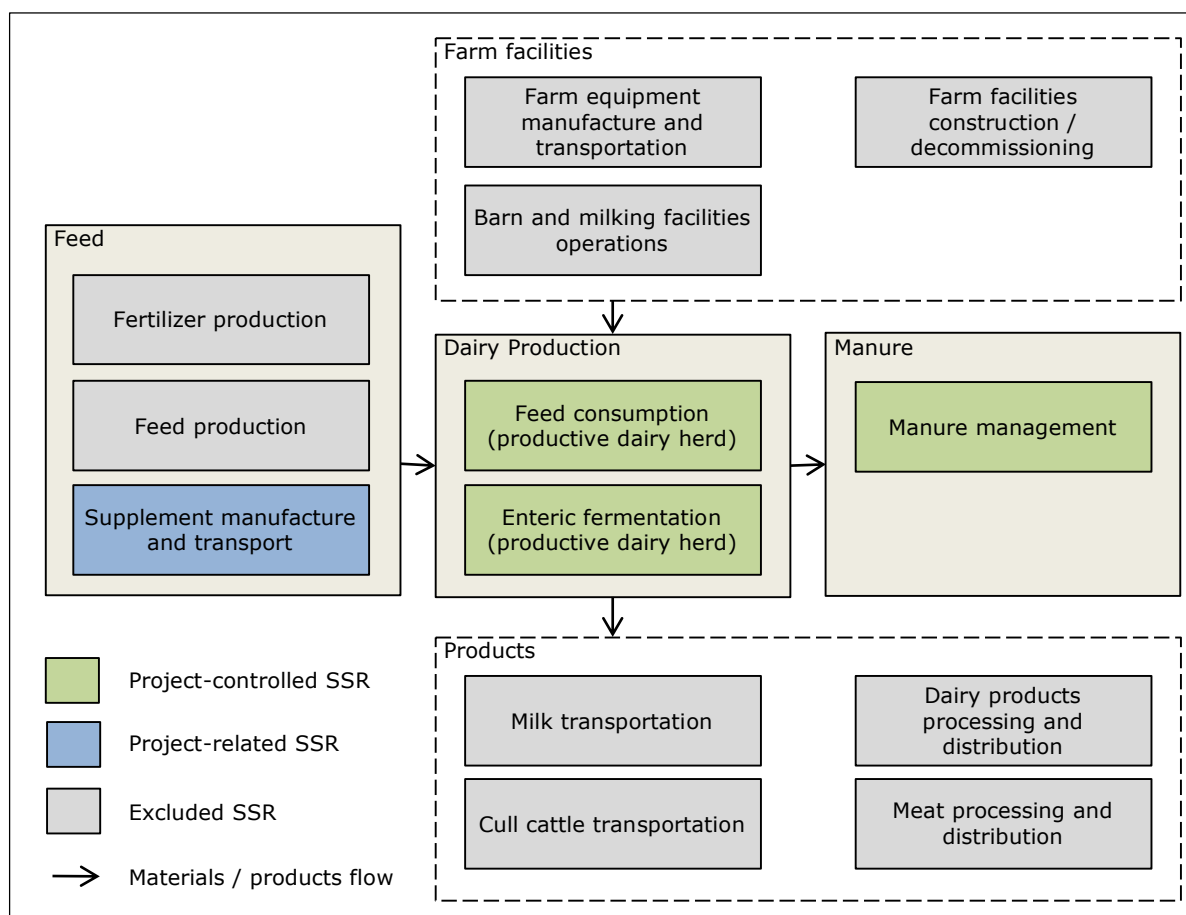 Farm facilities
Farm equipment
manufacture and
transportation
Farm facilities
construction /
decommissioning
Barn and milking facilities
operations
Feed
Fertilizer production
Feed production
Supplement manufacture
and transport
Dairy Production
Feed consumption
(productive dairy herd)
Enteric fermentation
(productive dairy herd)
Manure
Manure management
Products
Milk transportation
Dairy products
processing and
distribution
Cull cattle transportation
Meat processing and
distribution
Project-controlled SSR
Project-related SSR
Excluded SSR
Materials / products flow